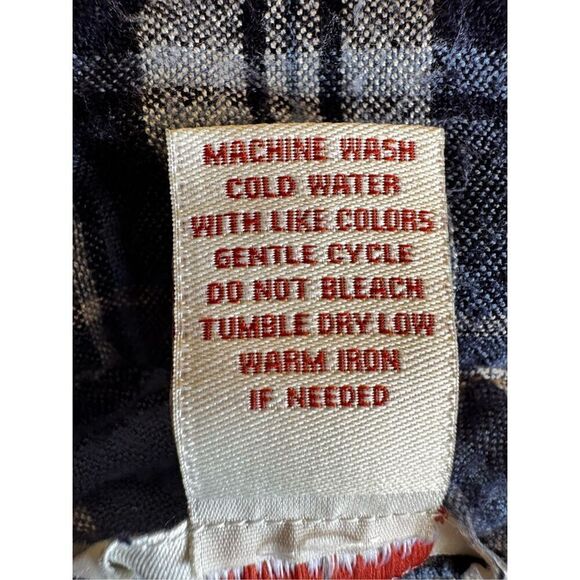 MACHINE WASH
COLD WATER
WITH LIKE COLORS
GENTLE CYCLE
DO NOT BLEACH
TUMBLE DRY LOW
WARM IRON
IF NEEDED